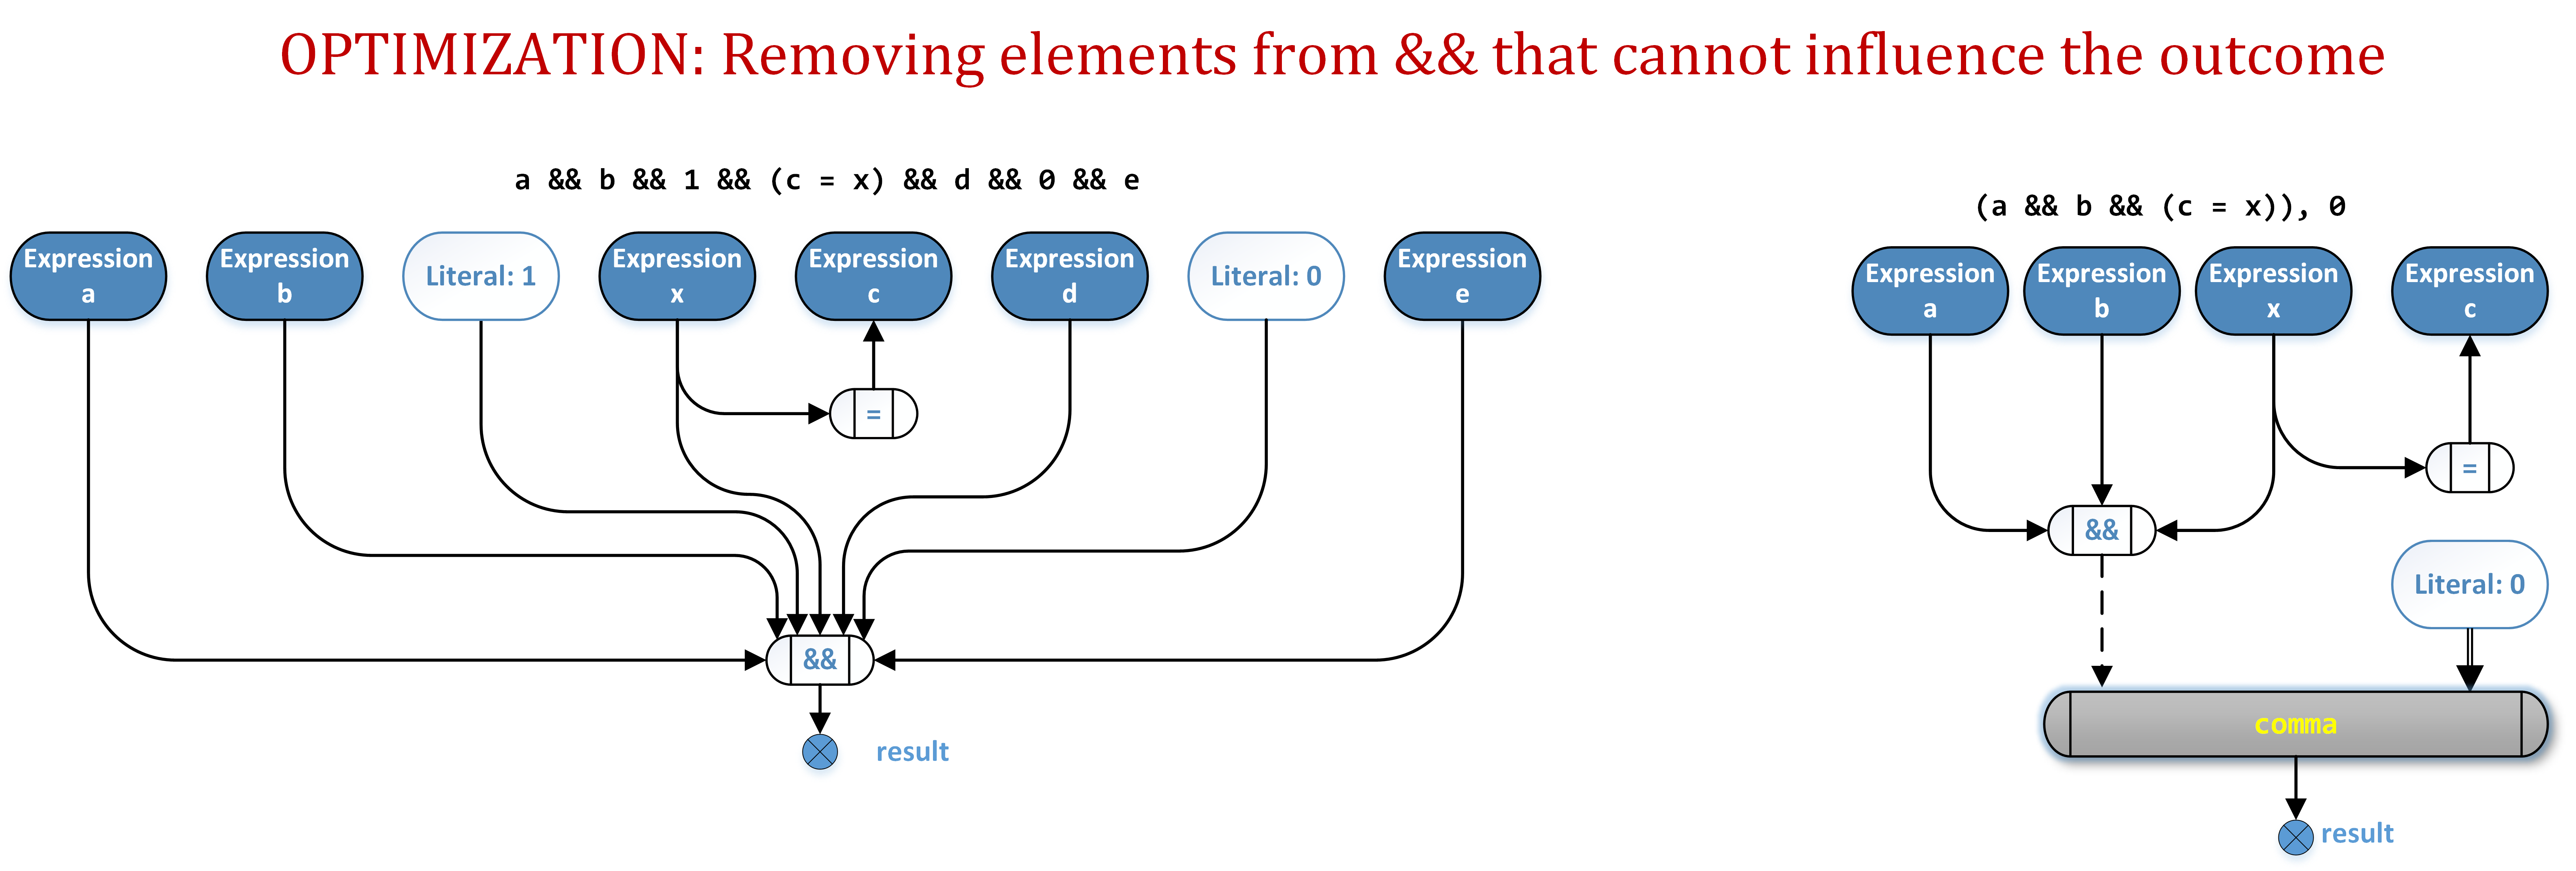 OPTIMIZATION: Removing elements from && that cannot influence the outcome
a && b && 1 && (c = x) && d && 0 && e
Expression
a
Expression
b
Literal: 1
Expression
x
Expression
c
Expression
d
Literal: 0
Expression
e
=
&&
result
(a && b && (c = x)), 0
Expression
a
Expression
b
Expression
x
Expression
c
=
&&
Literal: 0
comma
result